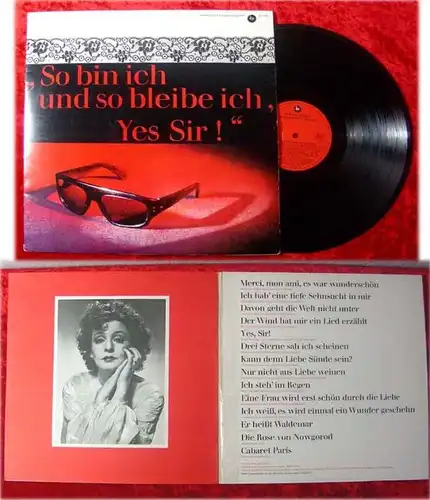 „So bin ich
und so bleibe ich,
Yes Sir!“
Merci, mon ami, es war wunderschön
Ich hab' eine tiefe Sehnsucht in mir
Davon geht die Welt nicht unter
Der Wind hat mir ein Lied erzählt
Yes, Sir!
Drei Sterne sah ich scheinen
Kann denn Liebe Sünde sein?
Nur nicht aus Liebe weinen
Ich steh' im Regen
Eine Frau wird erst schön durch die Liebe
Ich weiß, es wird einmal ein Wunder geschehn
Er heißt Waldemar
Die Rose von Nowgorod
Cabaret Paris